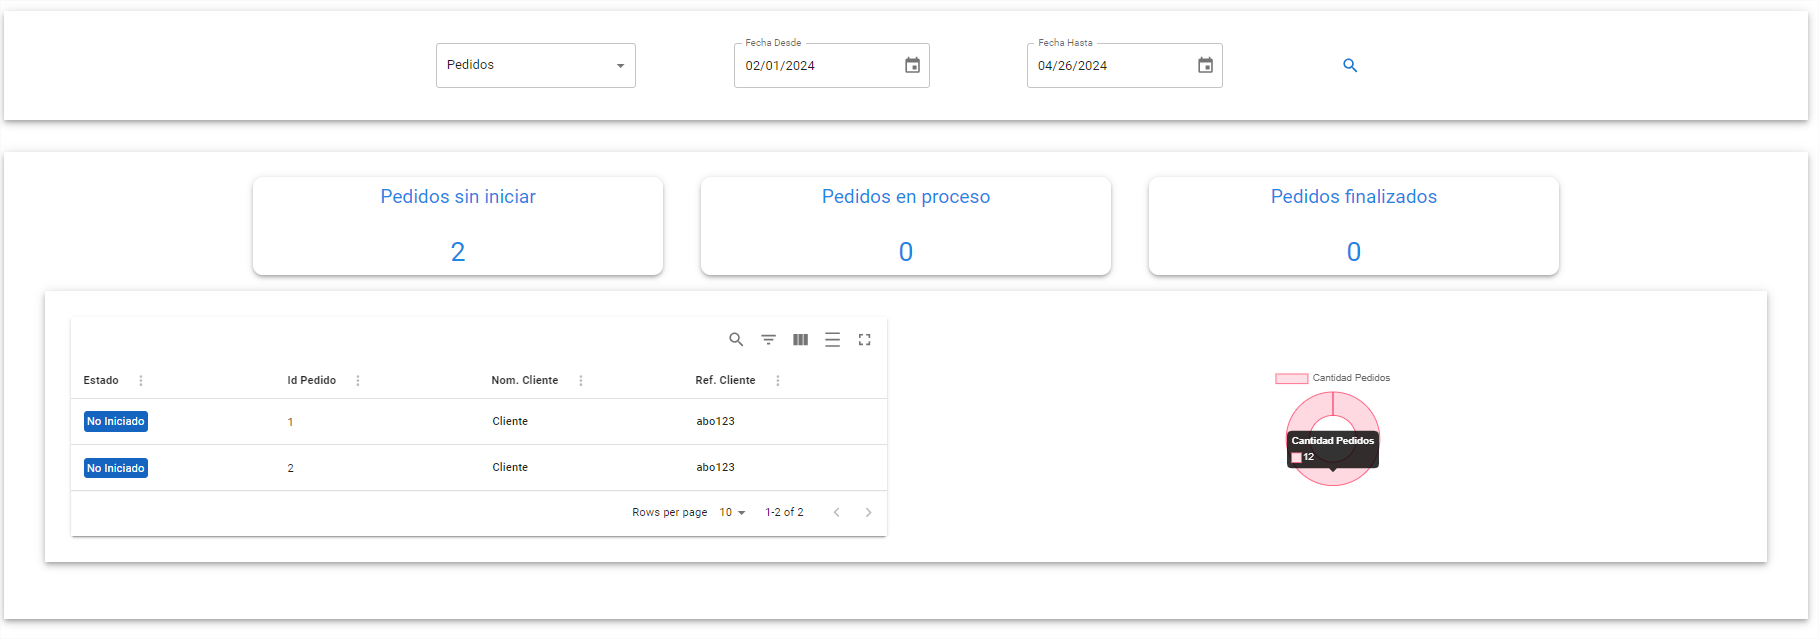 Pedidos
Fecha Desde
02/01/2024
Fecha Hasta
04/26/2024
Pedidos sin iniciar
2
Pedidos en proceso
0
Pedidos finalizados
0
Estado Id Pedido Nom. Cliente Ref. Cliente
No Iniciado 1 Cliente abo123
No Iniciado 2 Cliente abo123
Rows per page 10 1-2 of 2
Cantidad Pedidos
Cantidad Pedidos
12